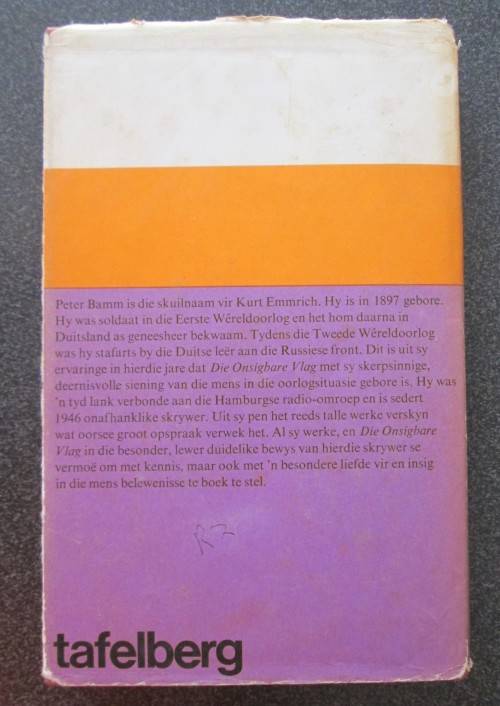 Peter Bamm is die skuilnaam vir Kurt Emmrich. Hy is in 1897 gebore.
Hy was soldaat in die Eerste Wêreldoorlog en het hom daarna in
Duitsland as geneesheer bekwaam. Tydens die Tweede Wêreldoorlog
was hy stafarts by die Duitse leër aan die Russiese front. Dit is uit sy
ervaringe in hierdie jare dat Die Onsigbare Vlag met sy skerpsinnige,
deernisvolle siening van die mens in die oorlogsituasie gebore is. Hy was
'n tyd lank verbonde aan die Hamburgse radio-omroep en is sedert
1946 onafhanklike skrywer. Uit sy pen het reeds talle werke verskyn
wat oorsee groot opspraak verwek het. Al sy werke, en Die Onsigbare
Vlag in die besonder, lewer duidelike bewys van hierdie skrywer se
vermoë om met kennis, maar ook met 'n besondere liefde vir en insig
in die mens belewenisse te boek te stel.
R2
tafelberg